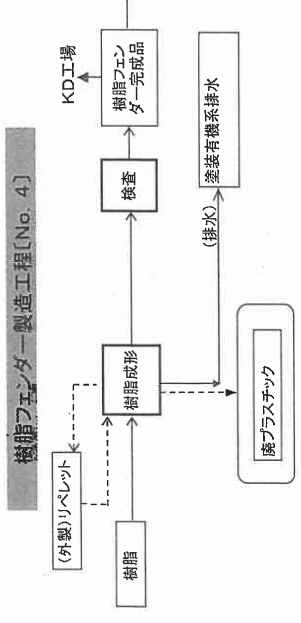 樹脂フェンダー製造工程[No. 4]
(外製)リペレット
樹脂
樹脂成形
検査
樹脂フェン
ダー完成品
KD工場
(排水)
塗装有機系排水
廃プラスチック